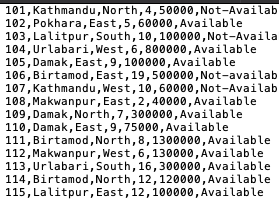 101,Kathmandu,North,4,50000,Not-Availab
102,Pokhara,East,5,60000,Available
103,Lalitpur,South,10,100000,Not-Availa
104,Urlabari,West,6,800000,Available
105,Damak,East,9,100000,Available
106,Birtamod,East,19,500000,Not-availab
107,Kathmandu,West,10,60000,Not-Availab
108,Makwanpur,East,2,40000,Available
109,Damak,North,7,300000,Available
110,Damak,East,9,75000,Available
111,Birtamod,North,8,1300000,Available
112,Makwanpur,West,6,130000,Available
113,Urlabari,South,16,300000,Available
114,Birtamod,North,12,120000,Available
115,Lalitpur,East,12,100000,Available